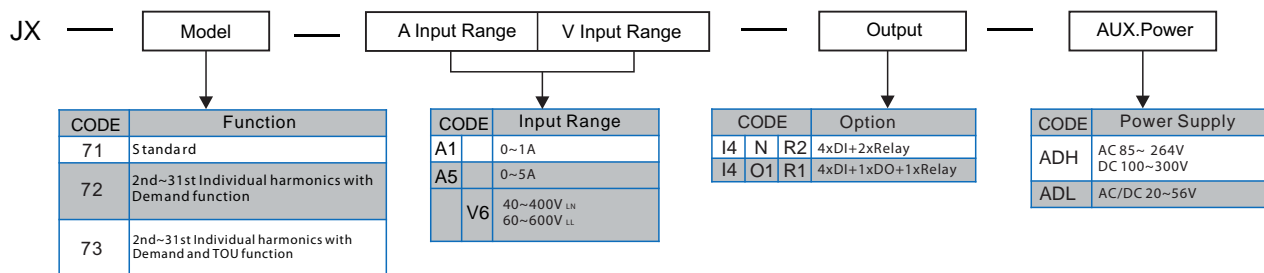 JX — Model — A Input Range V Input Range — Output — AUX.Power
CODE Function
71 Standard
72 2nd~31st Individual harmonics with
Demand function
73 2nd~31st Individual harmonics with
Demand and TOU function
CODE Input Range
A1 0~1A
A5 0~5A
V6 40~400V LN
60~600V LL
CODE Option
I4 N R2 4xDI+2xRelay
I4 O1 R1 4xDI+1xDO+1xRelay
CODE Power Supply
ADH AC 85~ 264V
DC 100~300V
ADL AC/DC 20~56V